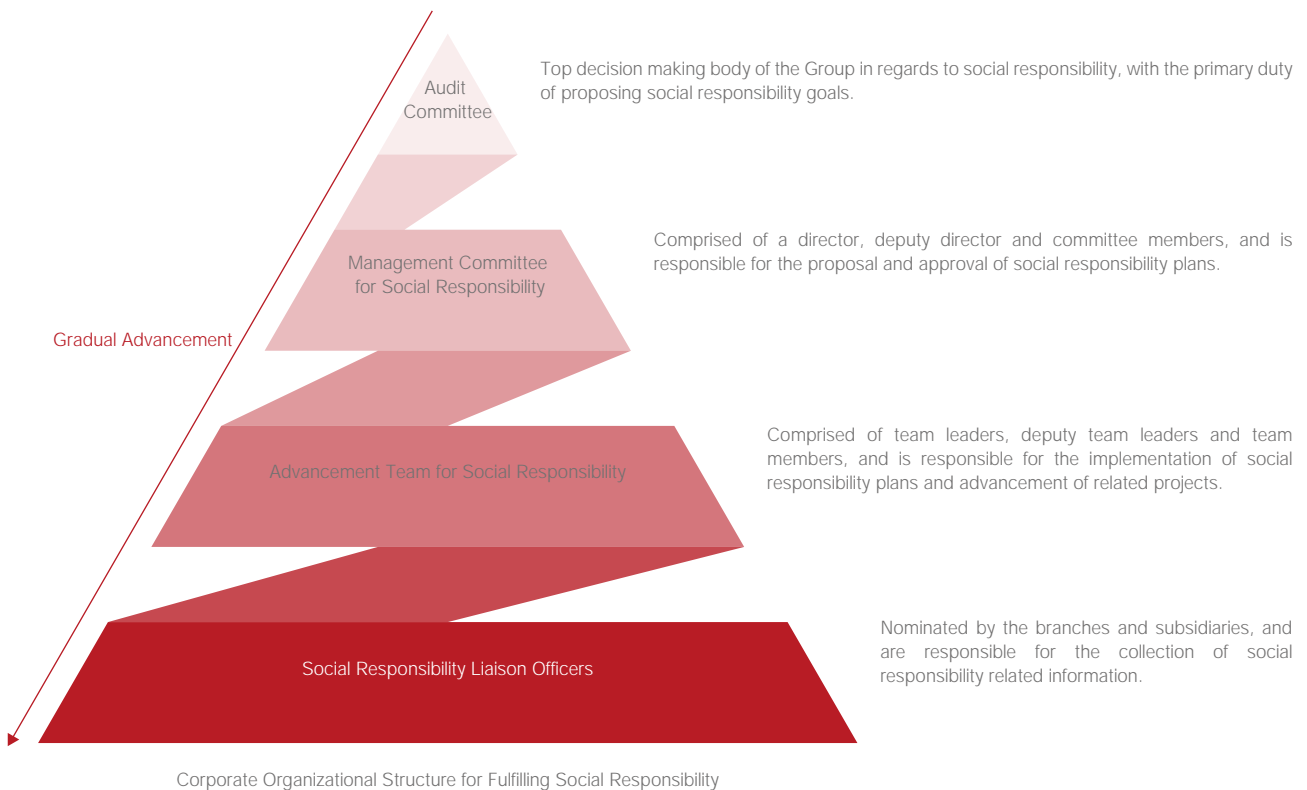 Audit
Committee
Top decision making body of the Group in regards to social responsibility, with the primary duty
of proposing social responsibility goals.
Management Committee
for Social Responsibility
Comprised of a director, deputy director and committee members, and is
responsible for the proposal and approval of social responsibility plans.
Gradual Advancement
Advancement Team for Social Responsibility
Comprised of team leaders, deputy team leaders and team
members, and is responsible for the implementation of social
responsibility plans and advancement of related projects.
Social Responsibility Liaison Officers
Nominated by the branches and subsidiaries, and
are responsible for the collection of social
responsibility related information.
Corporate Organizational Structure for Fulfilling Social Responsibility